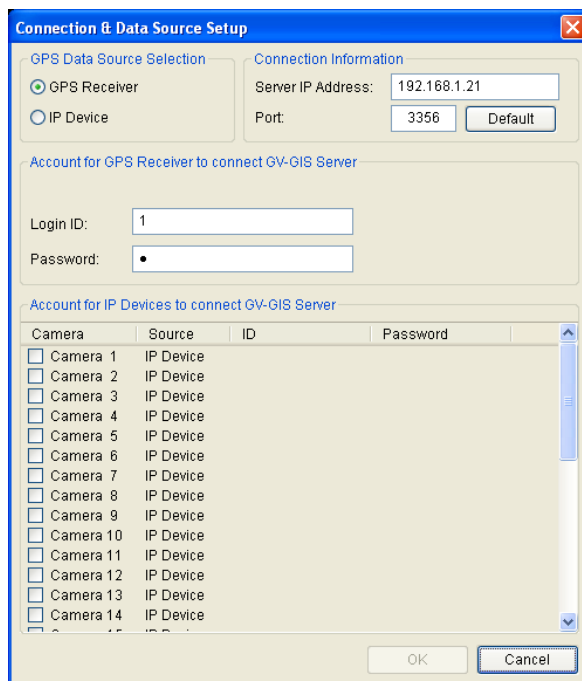 Connection & Data Source Setup
GPS Data Source Selection
GPS Receiver
IP Device
Connection Information
Server IP Address: 192.168.1.21
Port: 3356 Default
Account for GPS Receiver to connect GV-GIS Server
Login ID: 1
Password: •
Account for IP Devices to connect GV-GIS Server
Camera Source ID Password
Camera 1 IP Device
Camera 2 IP Device
Camera 3 IP Device
Camera 4 IP Device
Camera 5 IP Device
Camera 6 IP Device
Camera 7 IP Device
Camera 8 IP Device
Camera 9 IP Device
Camera 10 IP Device
Camera 11 IP Device
Camera 12 IP Device
Camera 13 IP Device
Camera 14 IP Device
OK Cancel